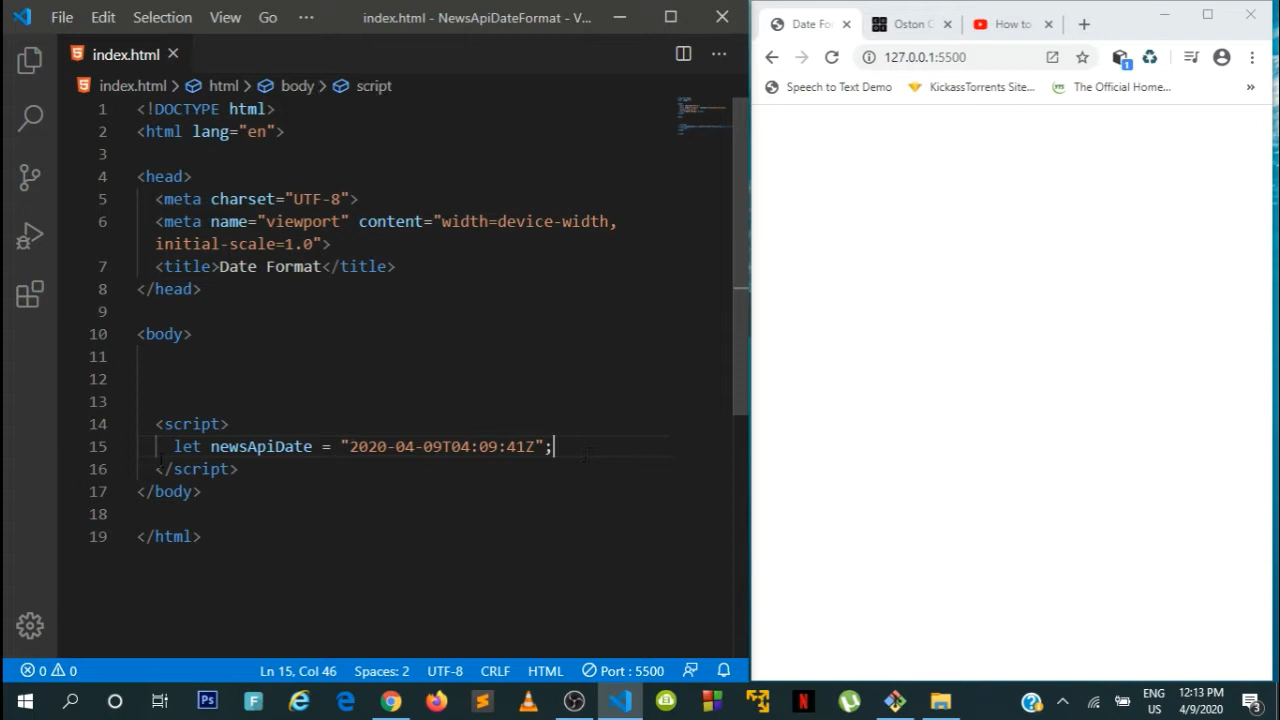 File Edit Selection View Go ··· index.html - NewsApiDateFormat - V...
index.html
index.html > html > body > script
1 <!DOCTYPE html>
2 <html lang="en">
3
4 <head>
5 <meta charset="UTF-8">
6 <meta name="viewport" content="width=device-width,
initial-scale=1.0">
7 <title>Date Format</title>
8 </head>
9
10 <body>
11
12
13
14 <script>
15 let newsApiDate = "2020-04-09T04:09:41Z";
16 </script>
17 </body>
18
19 </html>
0 0 Ln 15, Col 46 Spaces: 2 UTF-8 CRLF HTML Port : 5500
Date Fo Oston How to
127.0.0.1:5500
1
Speech to Text Demo KickassTorrents Site... YTS The Official Home... »
Ps F N ENG 12:13 PM
US 4/9/2020 3